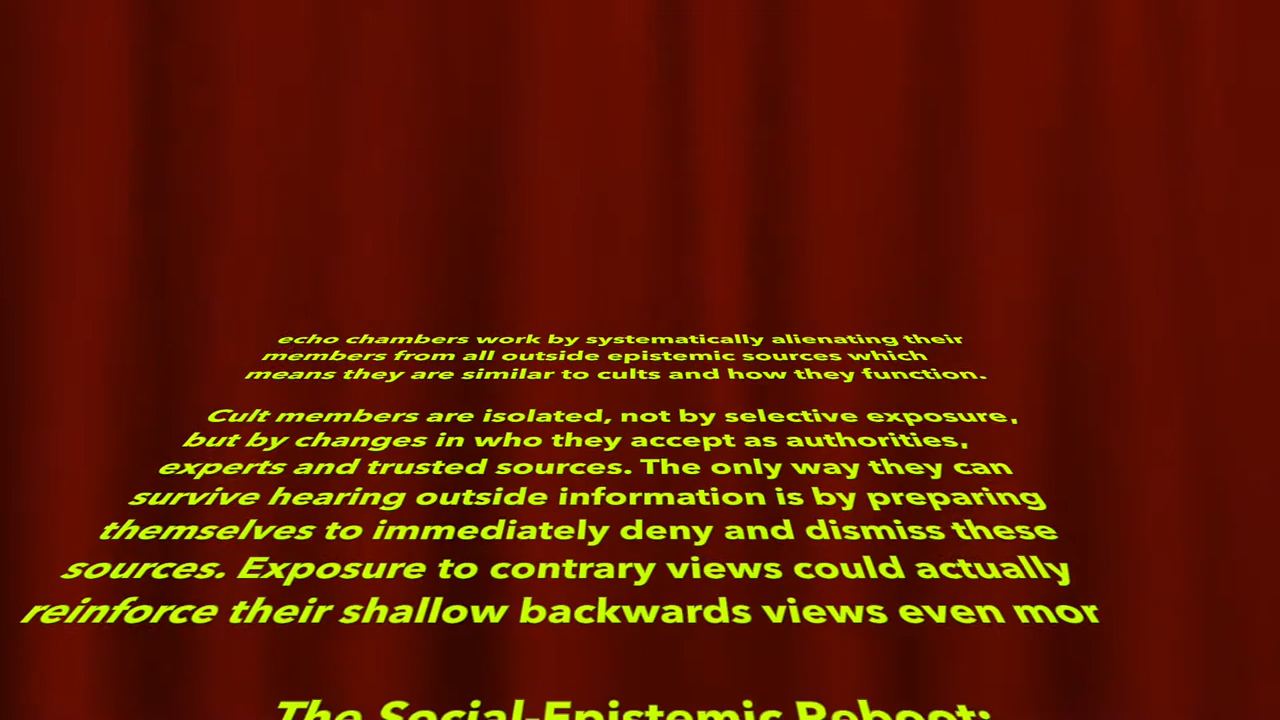 echo chambers work by systematically alienating their
members from all outside epistemic sources which
means they are similar to cults and how they function.
Cult members are isolated, not by selective exposure,
but by changes in who they accept as authorities,
experts and trusted sources. The only way they can
survive hearing outside information is by preparing
themselves to immediately deny and dismiss these
sources. Exposure to contrary views could actually
reinforce their shallow backwards views even mor
The Social-Epistemic Reboot: